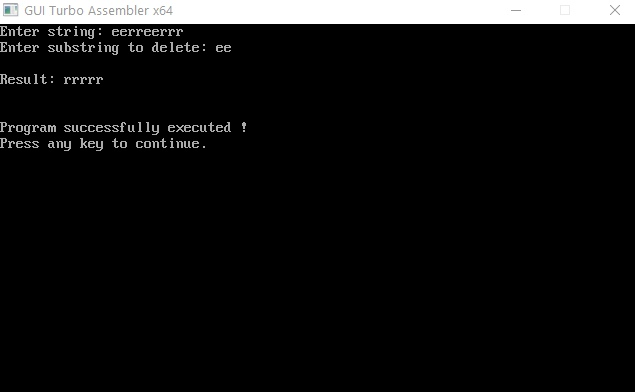 GUI Turbo Assembler x64
Enter string: eerreerrr
Enter substring to delete: ee
Result: rrrrr
Program successfully executed !
Press any key to continue.